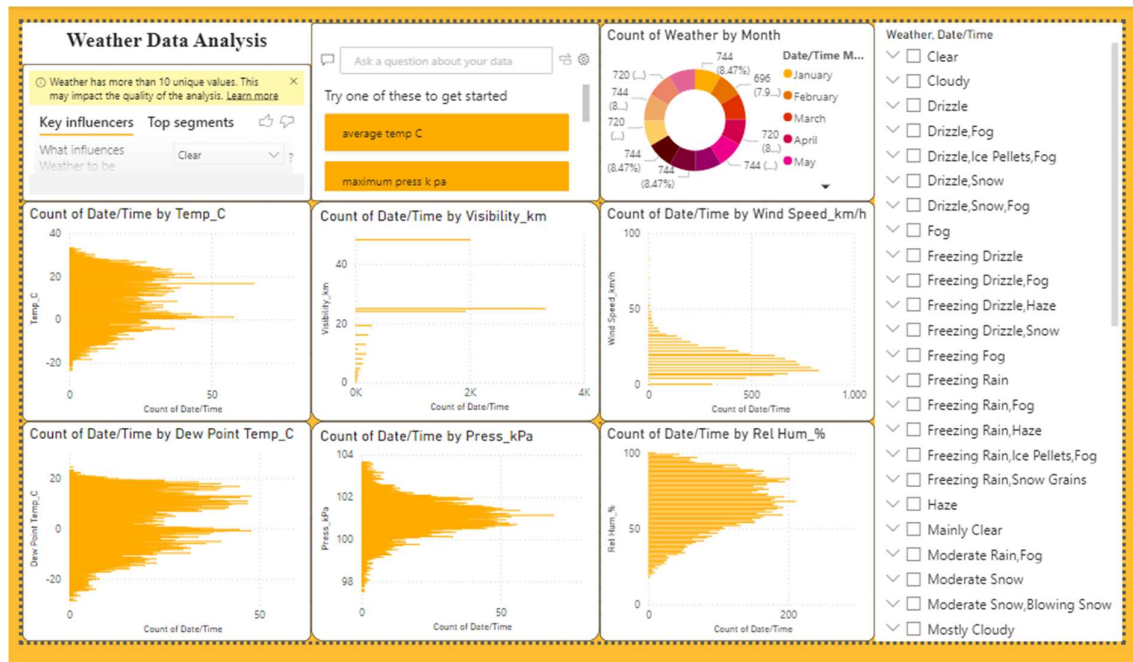 Weather Data Analysis
Weather has more than 10 unique values. This
may impact the quality of the analysis. Learn more
Key influencers Top segments
What influences
Weather to be
Clear
?
Ask a question about your data
Try one of these to get started
average temp C
maximum press k pa
Count of Weather by Month
744
(8.47%)
696
(7.9...)
720
(8...)
744 (...)
744
(8.47%)
744
(8.47%)
720
(...)
744
(8...)
720 (...)
Date/Time M...
January
February
March
April
May
Count of Date/Time by Temp_C
40
20
0
-20
Temp_C
0
50
Count of Date/Time
Count of Date/Time by Visibility_km
40
20
0
Visibility_km
0K
2K
4K
Count of Date/Time
Count of Date/Time by Wind Speed_km/h
100
50
0
Wind Speed_km/h
0
500
1,000
Count of Date/Time
Count of Date/Time by Dew Point Temp_C
20
0
-20
Dew Point Temp_C
0
50
Count of Date/Time
Count of Date/Time by Press_kPa
104
102
100
98
Press_kPa
0
50
Count of Date/Time
Count of Date/Time by Rel Hum_%
100
50
0
Rel Hum_%
0
200
Count of Date/Time
Weather, Date/Time
Clear
Cloudy
Drizzle
Drizzle,Fog
Drizzle,Ice Pellets,Fog
Drizzle,Snow
Drizzle,Snow,Fog
Fog
Freezing Drizzle
Freezing Drizzle,Fog
Freezing Drizzle,Haze
Freezing Drizzle,Snow
Freezing Fog
Freezing Rain
Freezing Rain,Fog
Freezing Rain,Haze
Freezing Rain,Ice Pellets,Fog
Freezing Rain,Snow Grains
Haze
Mainly Clear
Moderate Rain,Fog
Moderate Snow
Moderate Snow,Blowing Snow
Mostly Cloudy